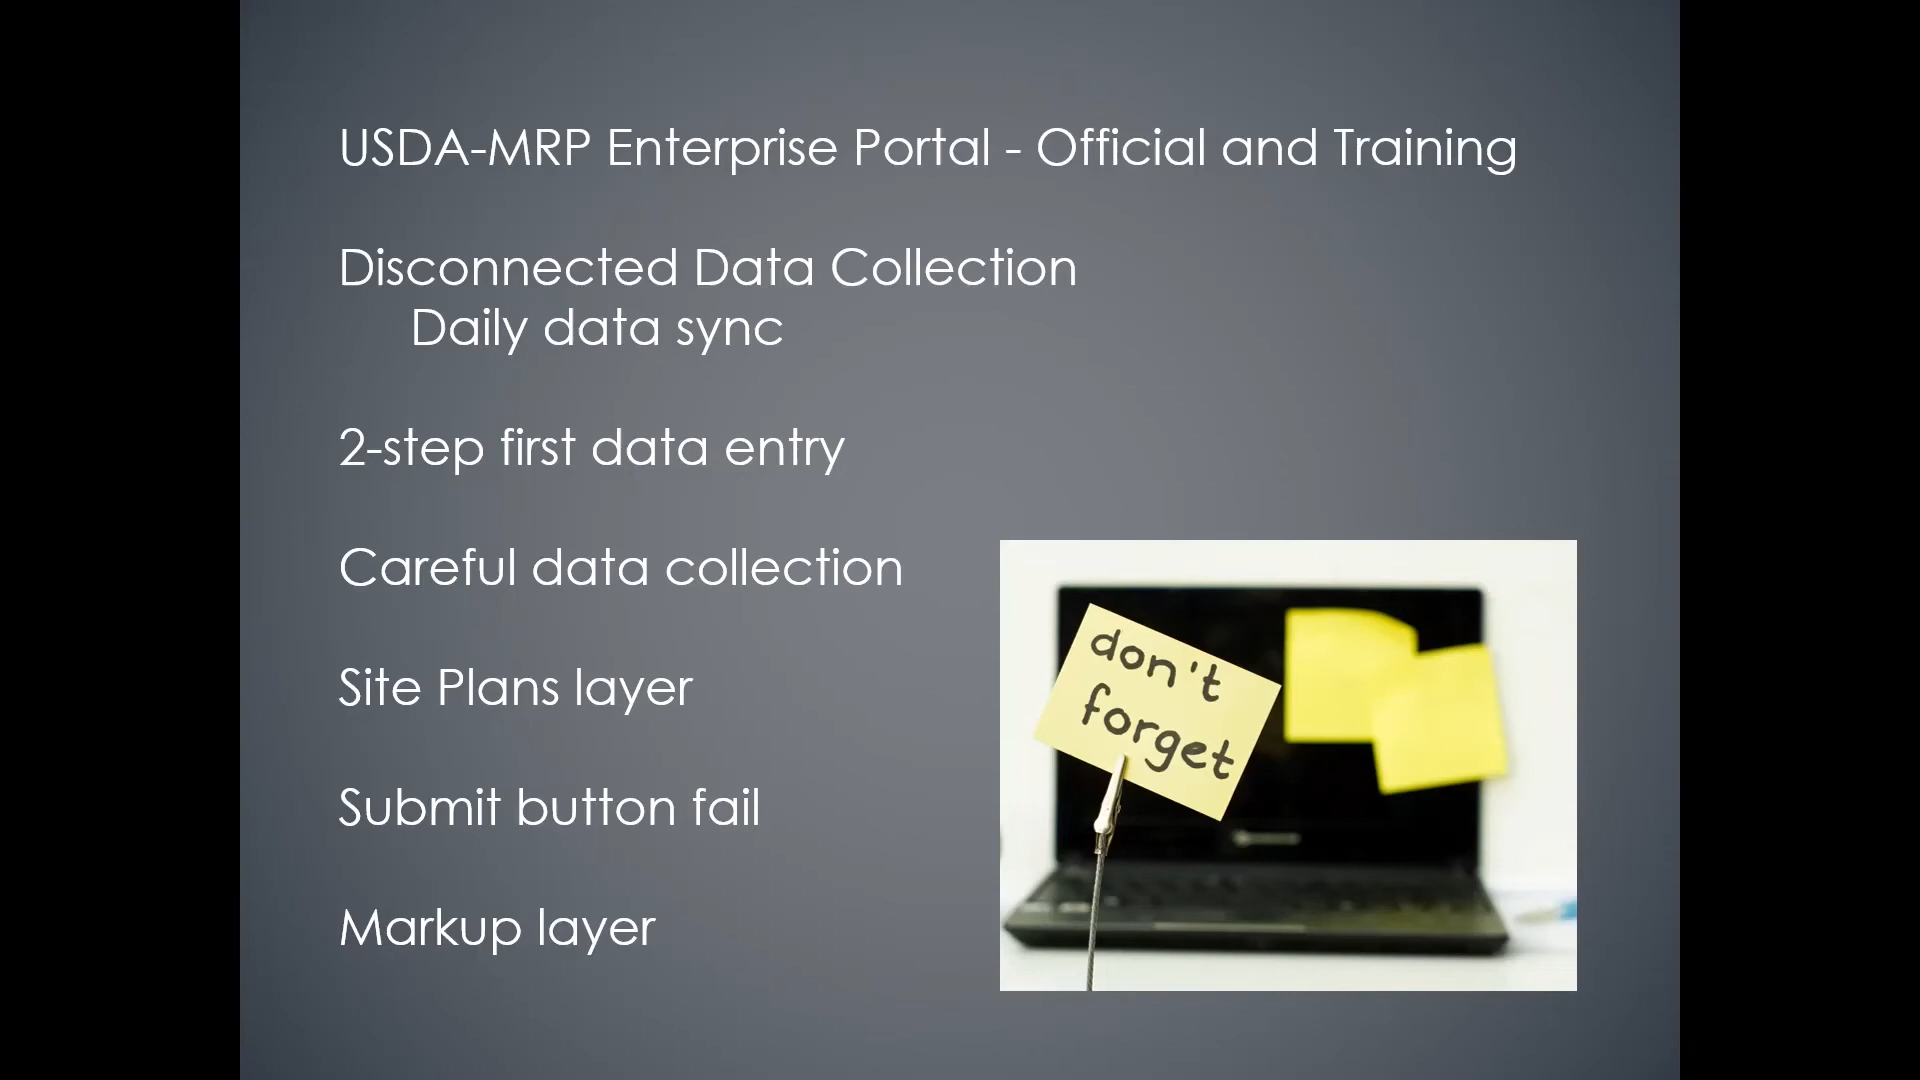 USDA-MRP Enterprise Portal - Official and Training
Disconnected Data Collection
Daily data sync
2-step first data entry
Careful data collection
Site Plans layer
Submit button fail
Markup layer
don't
forget